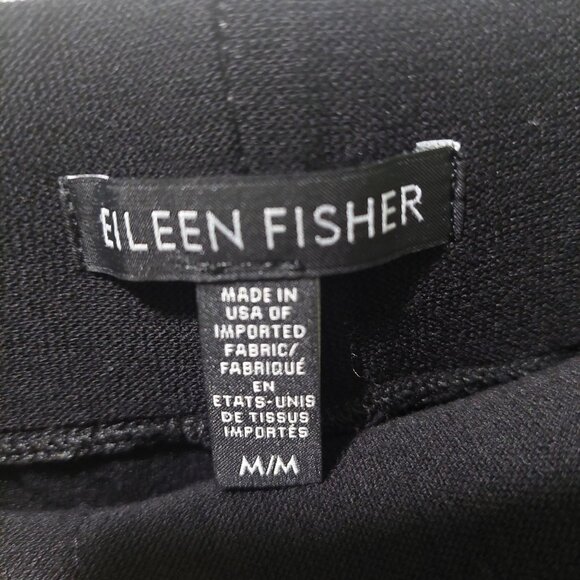 EILEEN FISHER
MADE IN
USA OF
IMPORTED
FABRIC/
FABRIQUÉ
EN
ETATS-UNIS
DE TISSUS
IMPORTÉS
M/M